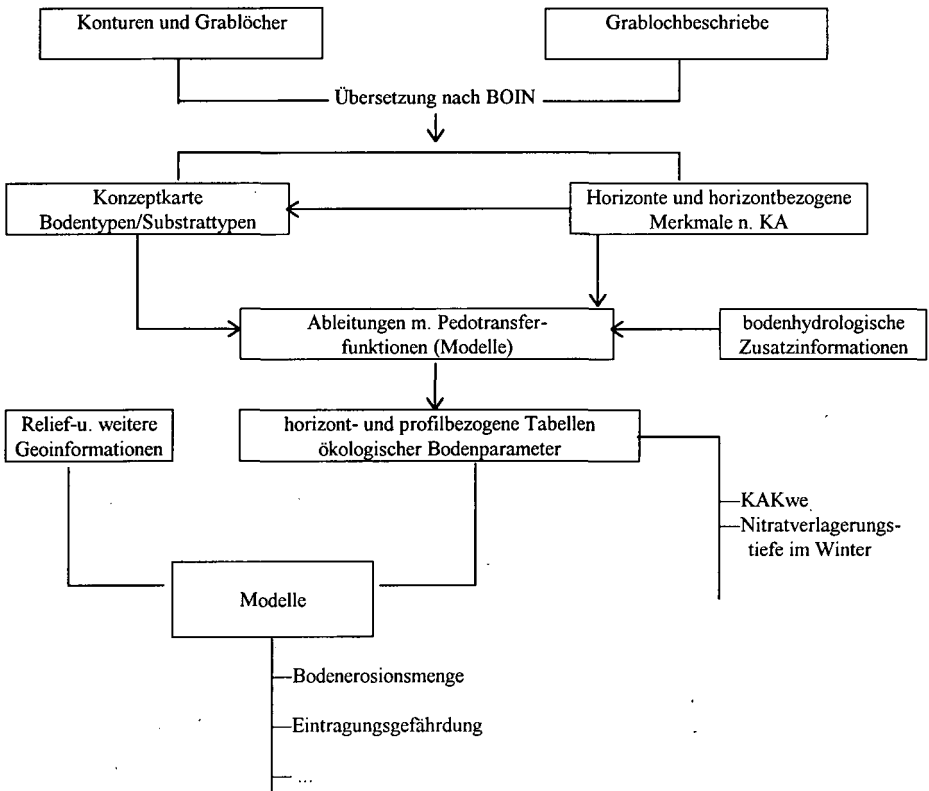 Konturen und Grablöcher
Grablochbeschriebe
Übersetzung nach BOIN
Konzeptkarte
Bodentypen/Substrattypen
Horizonte und horizontbezogene
Merkmale n. KA
Ableitungen m. Pedotransfer-
funktionen (Modelle)
bodenhydrologische
Zusatzinformationen
Relief-u. weitere
Geoinformationen
horizont- und profilbezogene Tabellen
ökologischer Bodenparameter
KAKwe
Nitratverlagerungs-
tiefe im Winter
Modelle
Bodenerosionsmenge
Eintragungsgefährdung
...